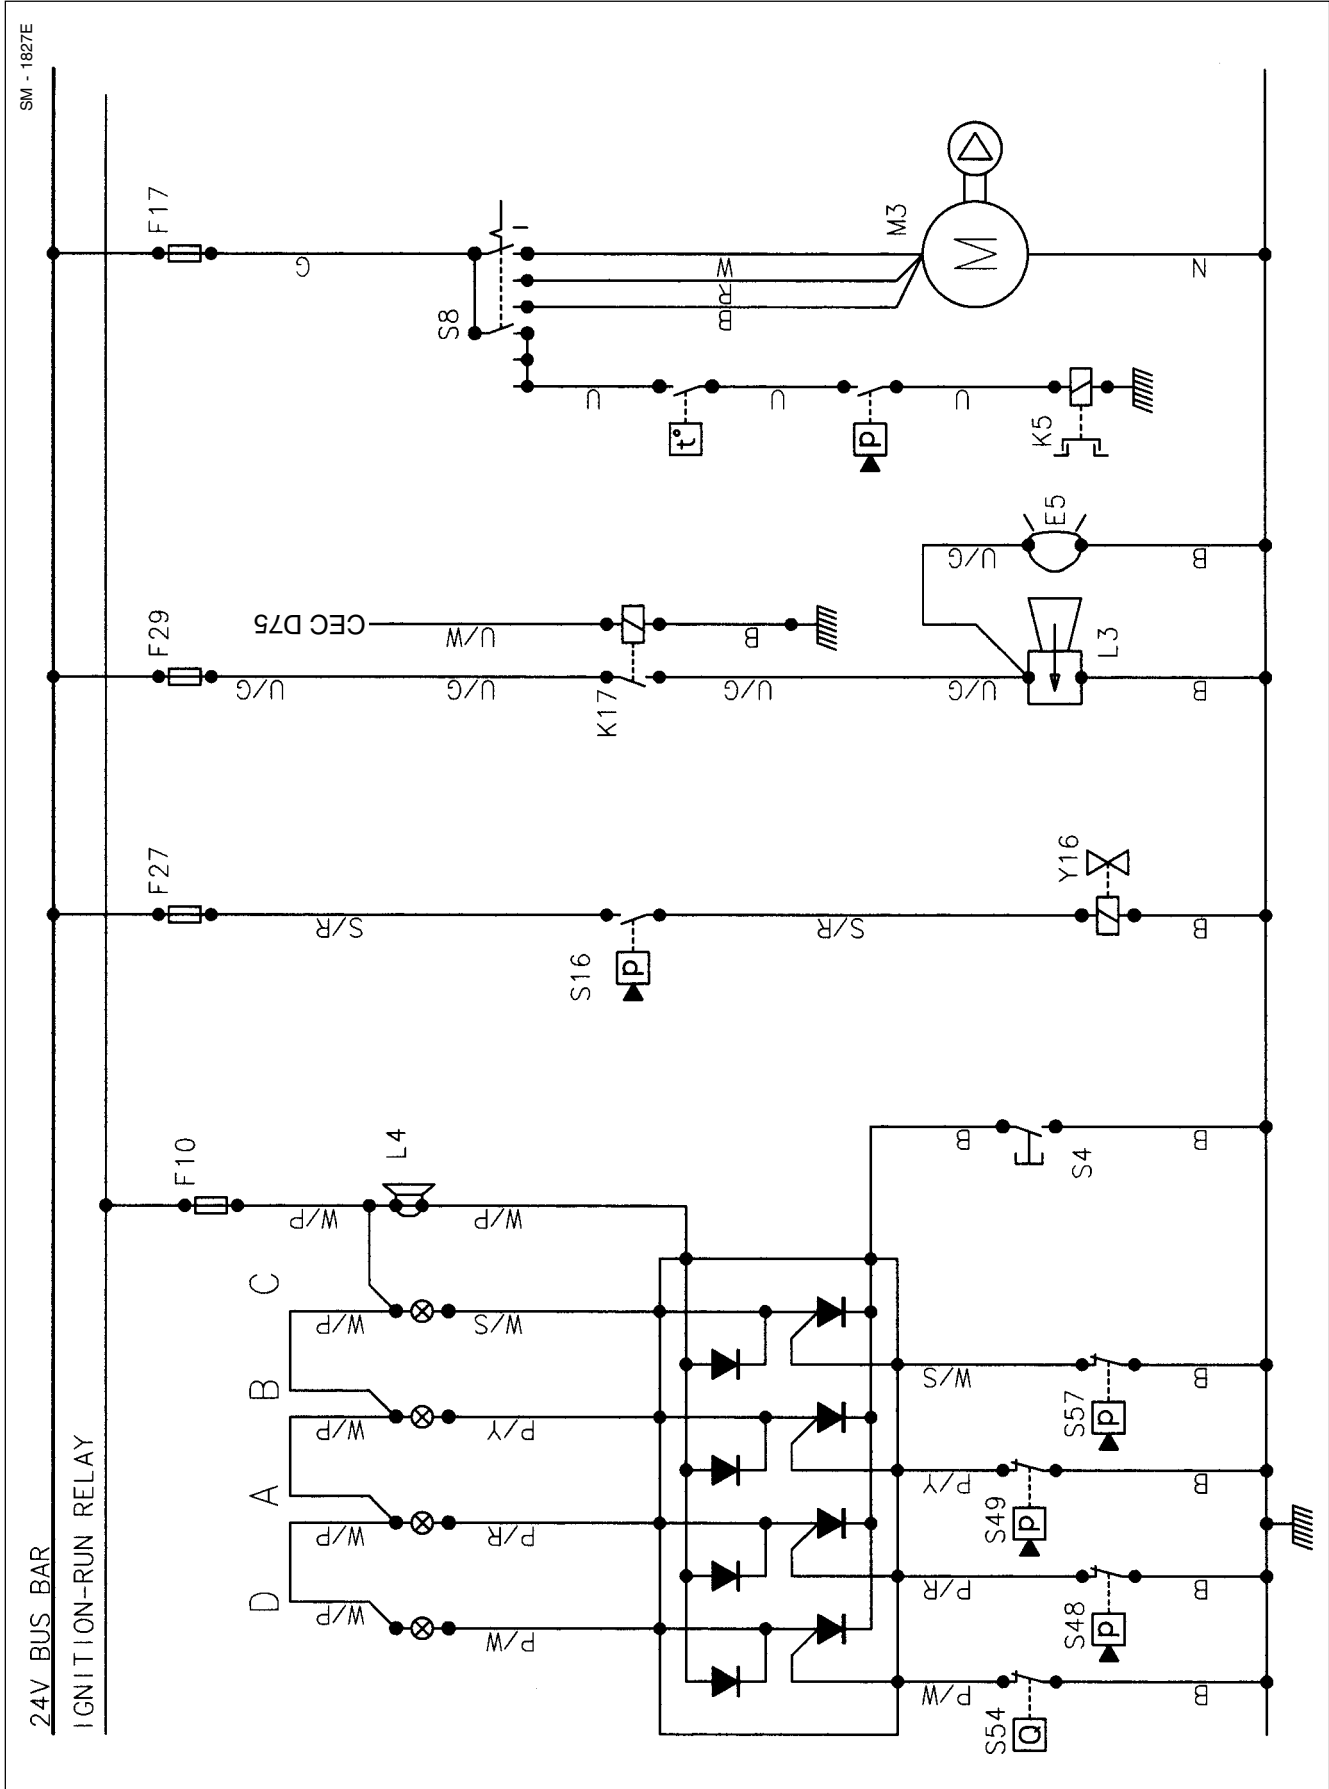 SM - 1827E
24V BUS BAR
IGNITION-RUN RELAY
F17
G
S8
I
W
R
B
M3
M
N
U
t°
U
p
U
K5
F29
U/G
U/G
CEC D75
U/W
K17
B
U/G
U/G
U/G
E5
B
L3
B
F27
S/R
S16
p
S/R
Y16
B
F10
W/P
L4
W/P
B
S4
B
C
W/P
W/S
B
W/P
P/Y
A
W/P
P/R
D
W/P
P/W
W/S
S57
p
B
P/Y
S49
p
B
P/R
S48
p
B
P/W
S54
Q
B